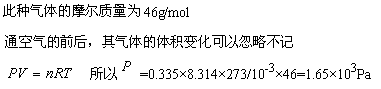 此种气体的摩尔质量为46g/mol
通空气的前后，其气体的体积变化可以忽略不记
PV = nRT 所以 P =0.335×8.314×273/10⁻³×46=1.65×10³Pa